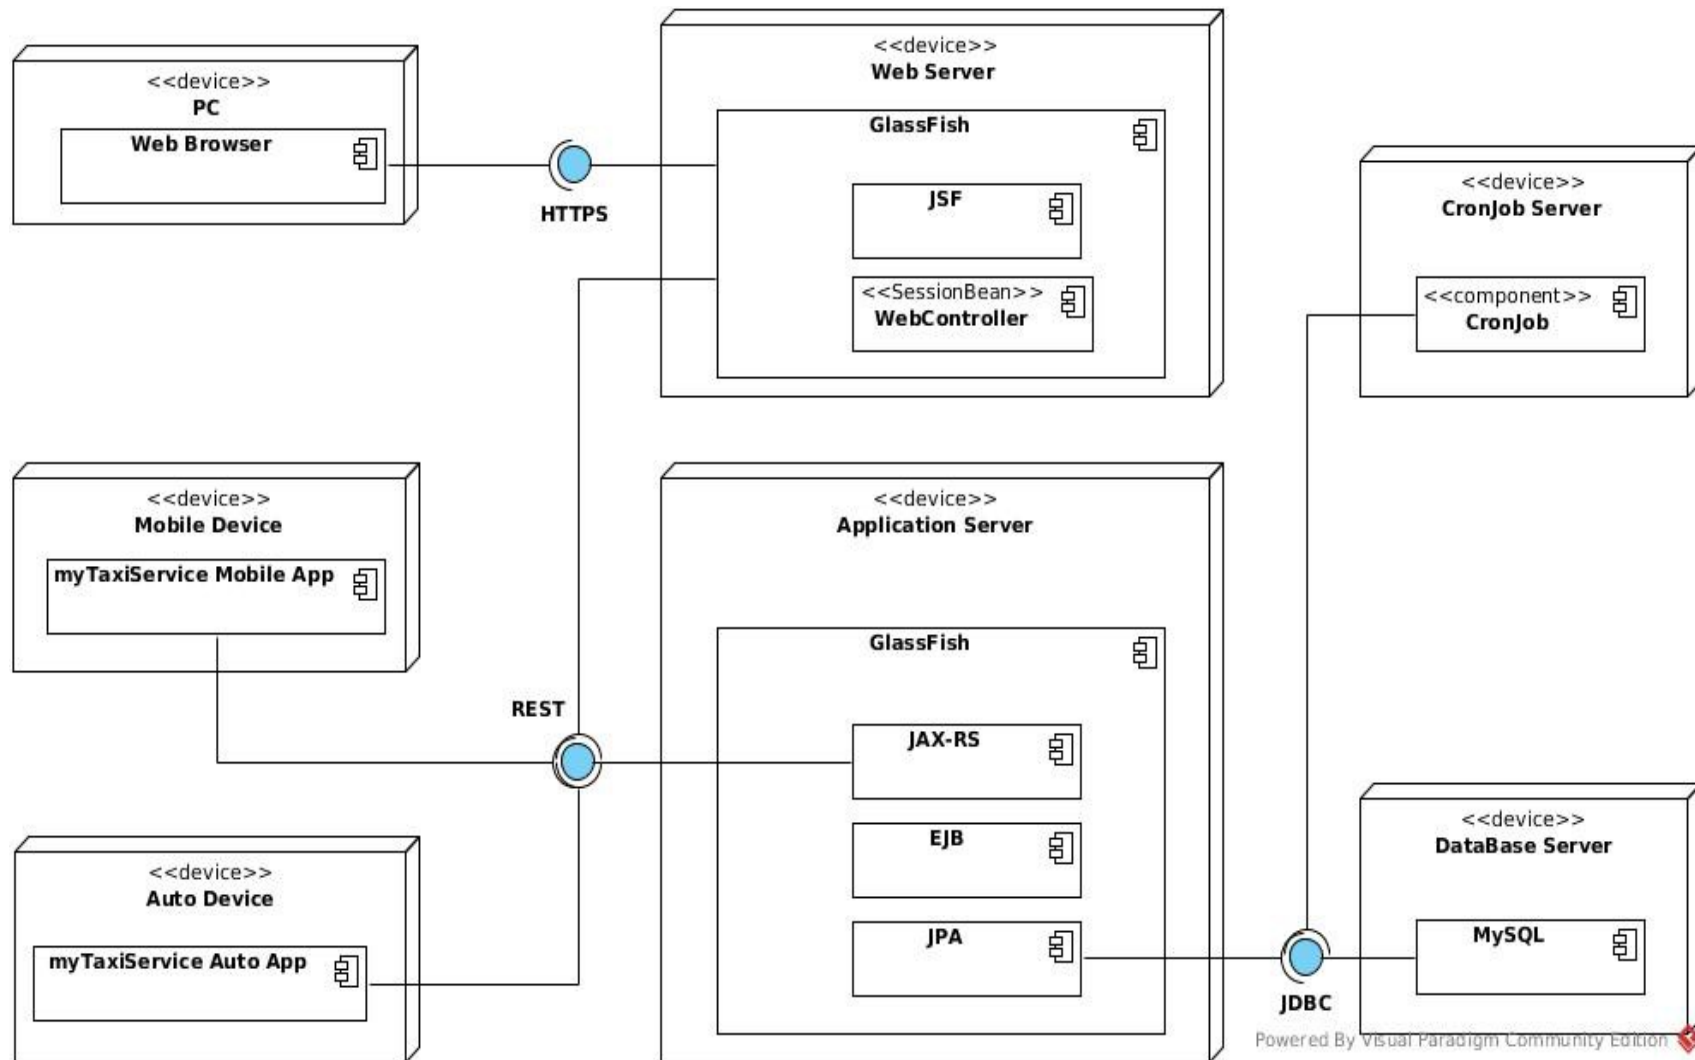 <<device>>
PC
Web Browser
HTTPS
<<device>>
Web Server
GlassFish
JSF
<<SessionBean>>
WebController
<<device>>
CronJob Server
<<component>>
CronJob
<<device>>
Mobile Device
myTaxiService Mobile App
REST
<<device>>
Application Server
GlassFish
JAX-RS
EJB
JPA
<<device>>
Auto Device
myTaxiService Auto App
JDBC
<<device>>
DataBase Server
MySQL
Powered By Visual Paradigm Community Edition